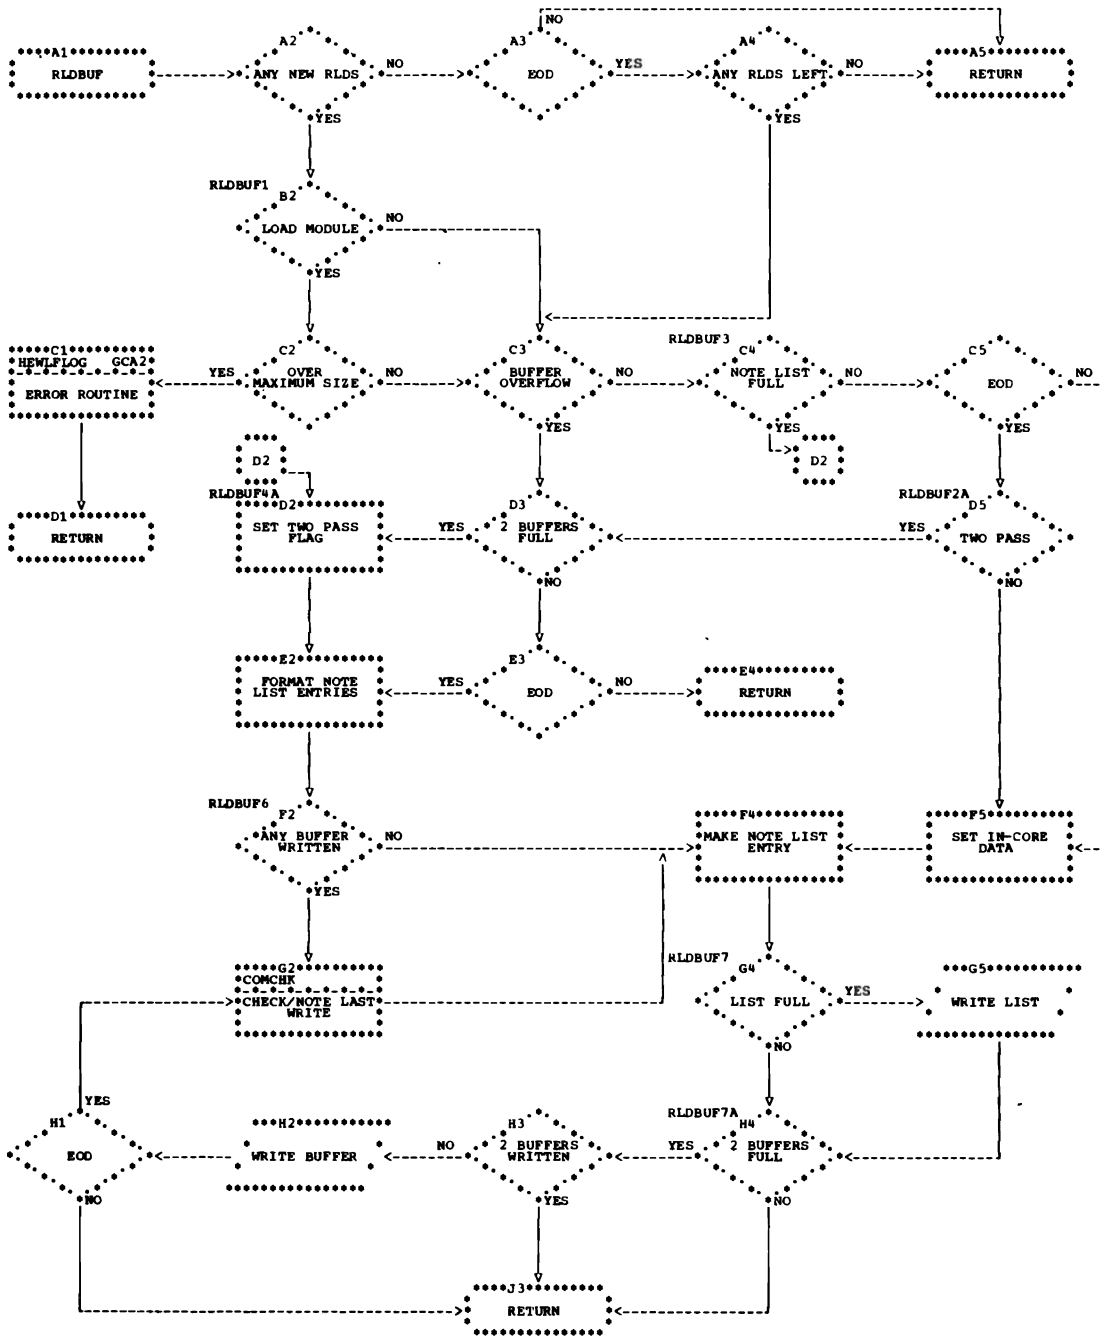 NO
A1
A2
A3
A4
A5
RLDBUF
ANY NEW RLDS
NO
EOD
YES
ANY RLDS LEFT
NO
RETURN
YES
YES
RLDBUF1
B2
LOAD MODULE
NO
YES
C1
HEWLFLOG GCA2
ERROR ROUTINE
YES
C2
OVER
MAXIMUM SIZE
NO
C3
BUFFER
OVERFLOW
NO
YES
RLDBUF3
C4
NOTE LIST
FULL
NO
YES
C5
EOD
NO
YES
D2
D2
D1
RETURN
RLDBUF4A
D2
SET TWO PASS
FLAG
YES
D3
2 BUFFERS
FULL
NO
RLDBUF2A
D5
YES
TWO PASS
NO
E2
FORMAT NOTE
LIST ENTRIES
YES
E3
EOD
NO
E4
RETURN
RLDBUF6
F2
ANY BUFFER
WRITTEN
NO
YES
F4
MAKE NOTE LIST
ENTRY
F5
SET IN-CORE
DATA
G2
COMCHK
CHECK/NOTE LAST
WRITE
RLDBUF7
G4
LIST FULL
YES
NO
G5
WRITE LIST
YES
H1
EOD
NO
H2
WRITE BUFFER
NO
H3
2 BUFFERS
WRITTEN
YES
YES
RLDBUF7A
H4
2 BUFFERS
FULL
NO
J3
RETURN